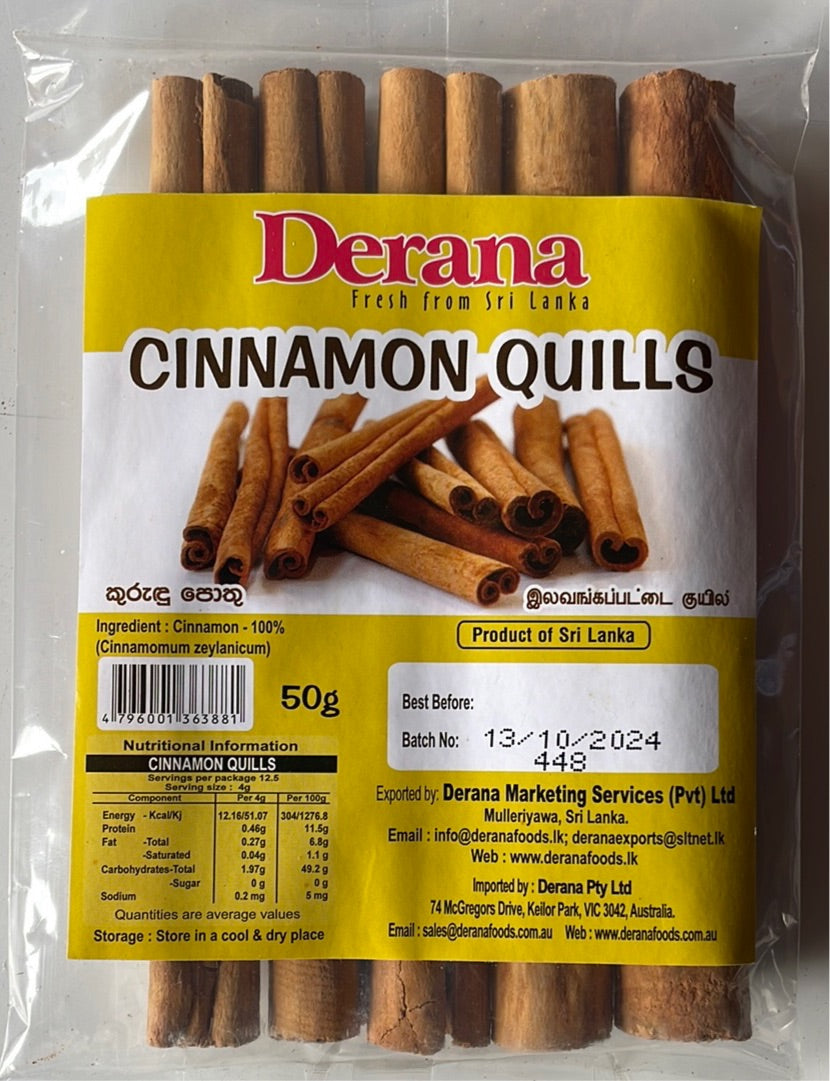 Derana
Fresh from Sri Lanka
CINNAMON QUILLS
කුරුඳු පොතු
இலவங்கப்பட்டை குயில்
Ingredient : Cinnamon - 100%
(Cinnamomum zeylanicum)
Product of Sri Lanka
4 796001 363881
50g
Best Before:
Batch No: 13/10/2024
448
Nutritional Information
CINNAMON QUILLS
Servings per package 12.5
Serving size : 4g
Component Per 4g Per 100g
Energy - Kcal/Kj 12.16/51.07 304/1276.8
Protein 0.46g 11.5g
Fat -Total 0.27g 6.8g
-Saturated 0.04g 1.1 g
Carbohydrates-Total 1.97g 49.2 g
-Sugar 0 g 0 g
Sodium 0.2 mg 5 mg
Quantities are average values
Storage : Store in a cool & dry place
Exported by: Derana Marketing Services (Pvt) Ltd
Mulleriyawa, Sri Lanka.
Email : info@deranafoods.lk; deranaexports@sltnet.lk
Web : www.deranafoods.lk
Imported by : Derana Pty Ltd
74 McGregors Drive, Keilor Park, VIC 3042, Australia.
Email : sales@deranafoods.com.au Web : www.deranafoods.com.au